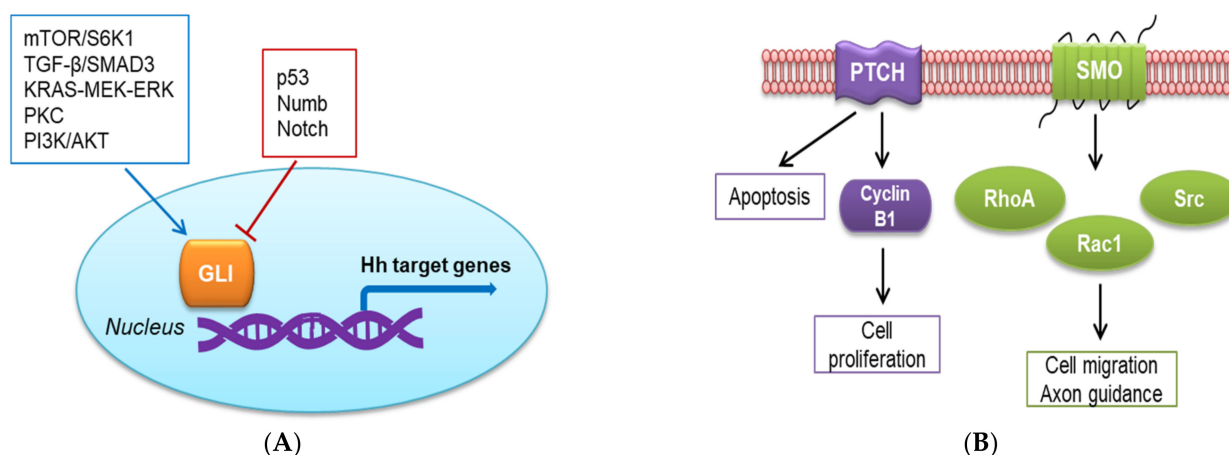 mTOR/S6K1
TGF-β/SMAD3
KRAS-MEK-ERK
PKC
PI3K/AKT
p53
Numb
Notch
GLI
Hh target genes
Nucleus
(A)
PTCH
SMO
Apoptosis
Cyclin
B1
RhoA
Src
Rac1
Cell
proliferation
Cell migration
Axon guidance
(B)